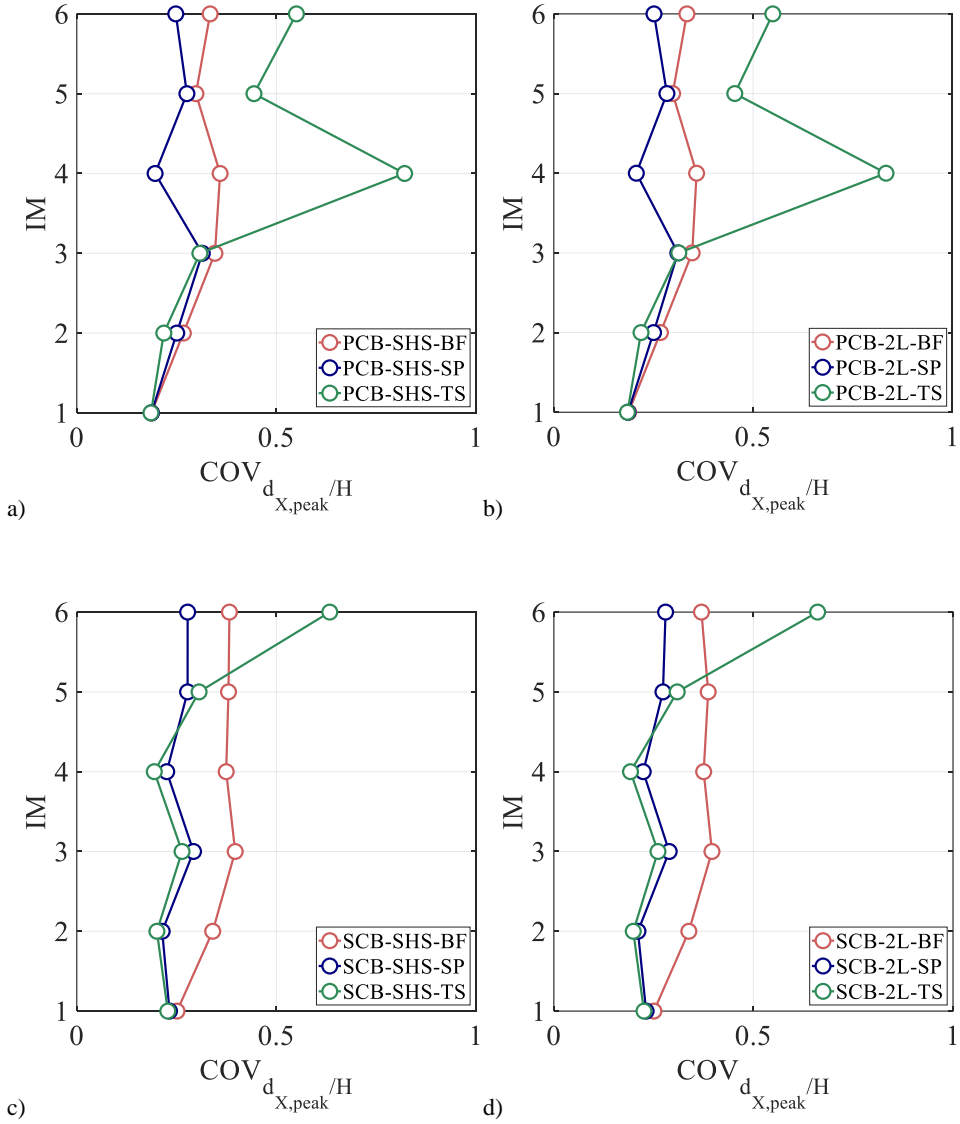 6
5
4
3
2
1
IM
PCB-SHS-BF
PCB-SHS-SP
PCB-SHS-TS
0 0.5 1
COV d_X,peak/H
a)
6
5
4
3
2
1
IM
PCB-2L-BF
PCB-2L-SP
PCB-2L-TS
0 0.5 1
COV d_X,peak/H
b)
6
5
4
3
2
1
IM
SCB-SHS-BF
SCB-SHS-SP
SCB-SHS-TS
0 0.5 1
COV d_X,peak/H
c)
6
5
4
3
2
1
IM
SCB-2L-BF
SCB-2L-SP
SCB-2L-TS
0 0.5 1
COV d_X,peak/H
d)